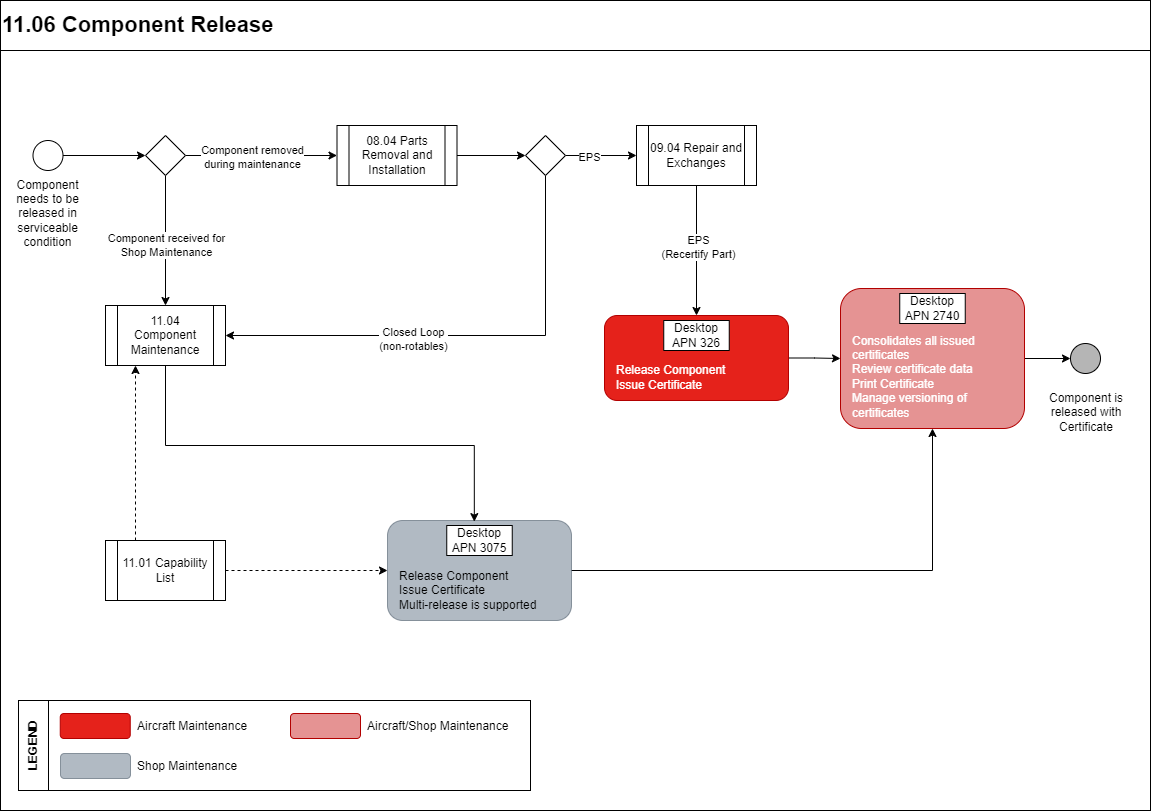 11.06 Component Release
Component removed
during maintenance
08.04 Parts
Removal and
Installation
EPS
09.04 Repair and
Exchanges
Component
needs to be
released in
serviceable
condition
Component received for
Shop Maintenance
EPS
(Recertify Part)
11.04
Component
Maintenance
Closed Loop
(non-rotables)
Desktop
APN 326
Release Component
Issue Certificate
Desktop
APN 2740
Consolidates all issued
certificates
Review certificate data
Print Certificate
Manage versioning of
certificates
Component is
released with
Certificate
11.01 Capability
List
Desktop
APN 3075
Release Component
Issue Certificate
Multi-release is supported
LEGEND
Aircraft Maintenance
Aircraft/Shop Maintenance
Shop Maintenance